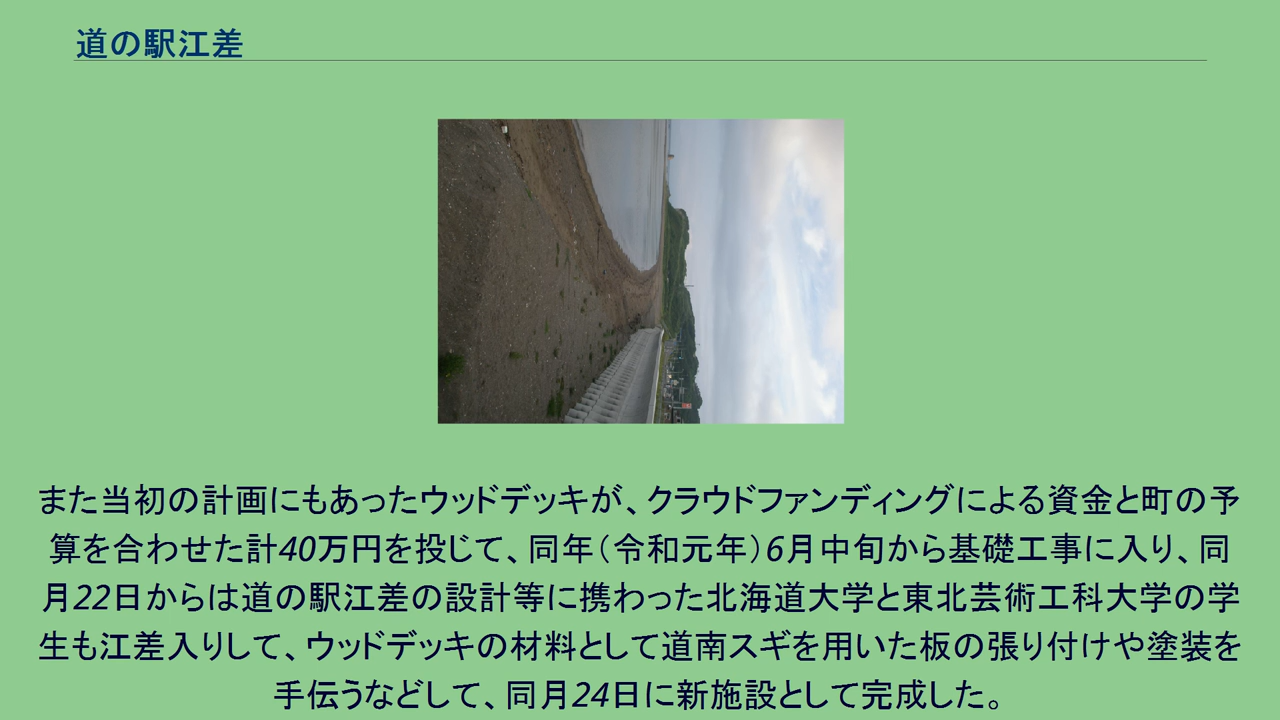 道の駅江差
また当初の計画にもあったウッドデッキが、クラウドファンディングによる資金と町の予
算を合わせた計40万円を投じて、同年（令和元年）6月中旬から基礎工事に入り、同
月22日からは道の駅江差の設計等に携わった北海道大学と東北芸術工科大学の学
生も江差入りして、ウッドデッキの材料として道南スギを用いた板の張り付けや塗装を
手伝うなどして、同月24日に新施設として完成した。